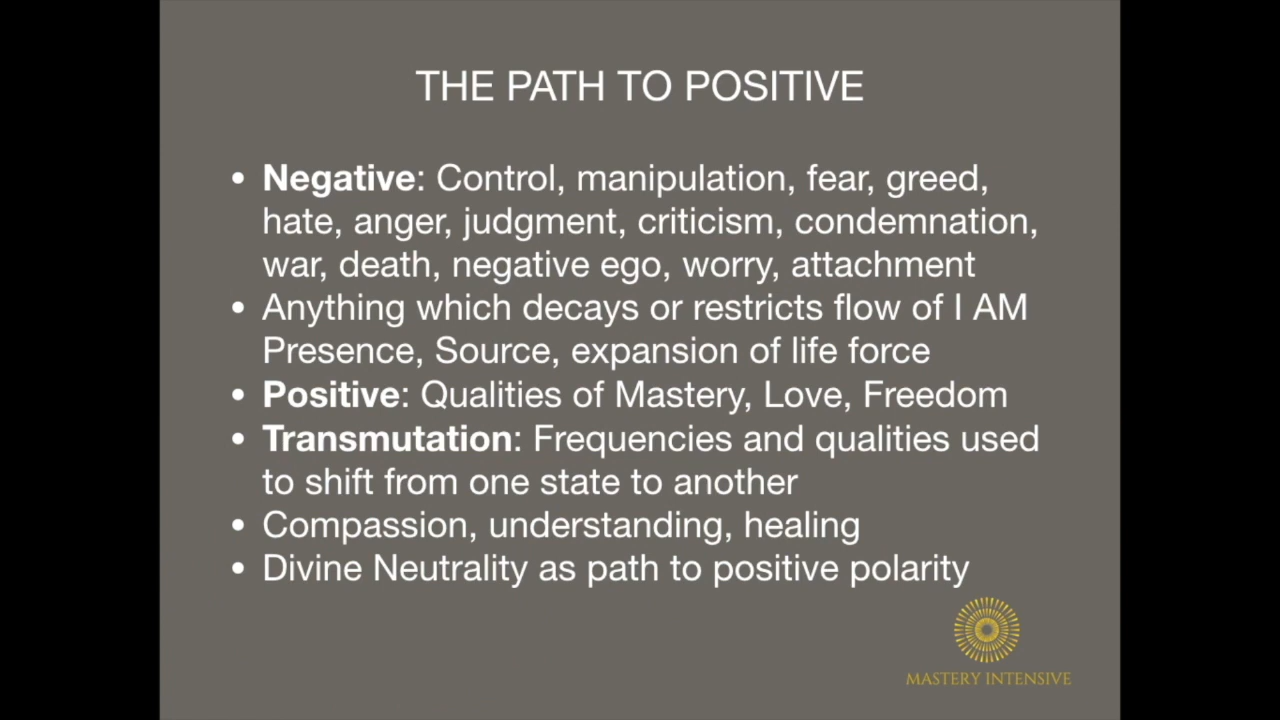 THE PATH TO POSITIVE
• Negative: Control, manipulation, fear, greed,
hate, anger, judgment, criticism, condemnation,
war, death, negative ego, worry, attachment
• Anything which decays or restricts flow of I AM
Presence, Source, expansion of life force
• Positive: Qualities of Mastery, Love, Freedom
• Transmutation: Frequencies and qualities used
to shift from one state to another
• Compassion, understanding, healing
• Divine Neutrality as path to positive polarity
MASTERY INTENSIVE